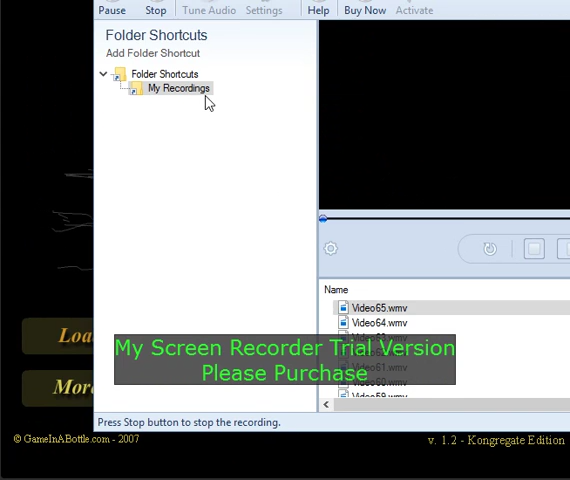 Pause Stop Tune Audio Settings Help Buy Now Activate
Folder Shortcuts
Add Folder Shortcut
Folder Shortcuts
My Recordings
Name
Video65.wmv
Video64.wmv
My Screen Recorder Trial Version
Please Purchase
Video59.wmv
Press Stop button to stop the recording.
© GameInABottle.com - 2007
v. 1.2 - Kongregate Edition